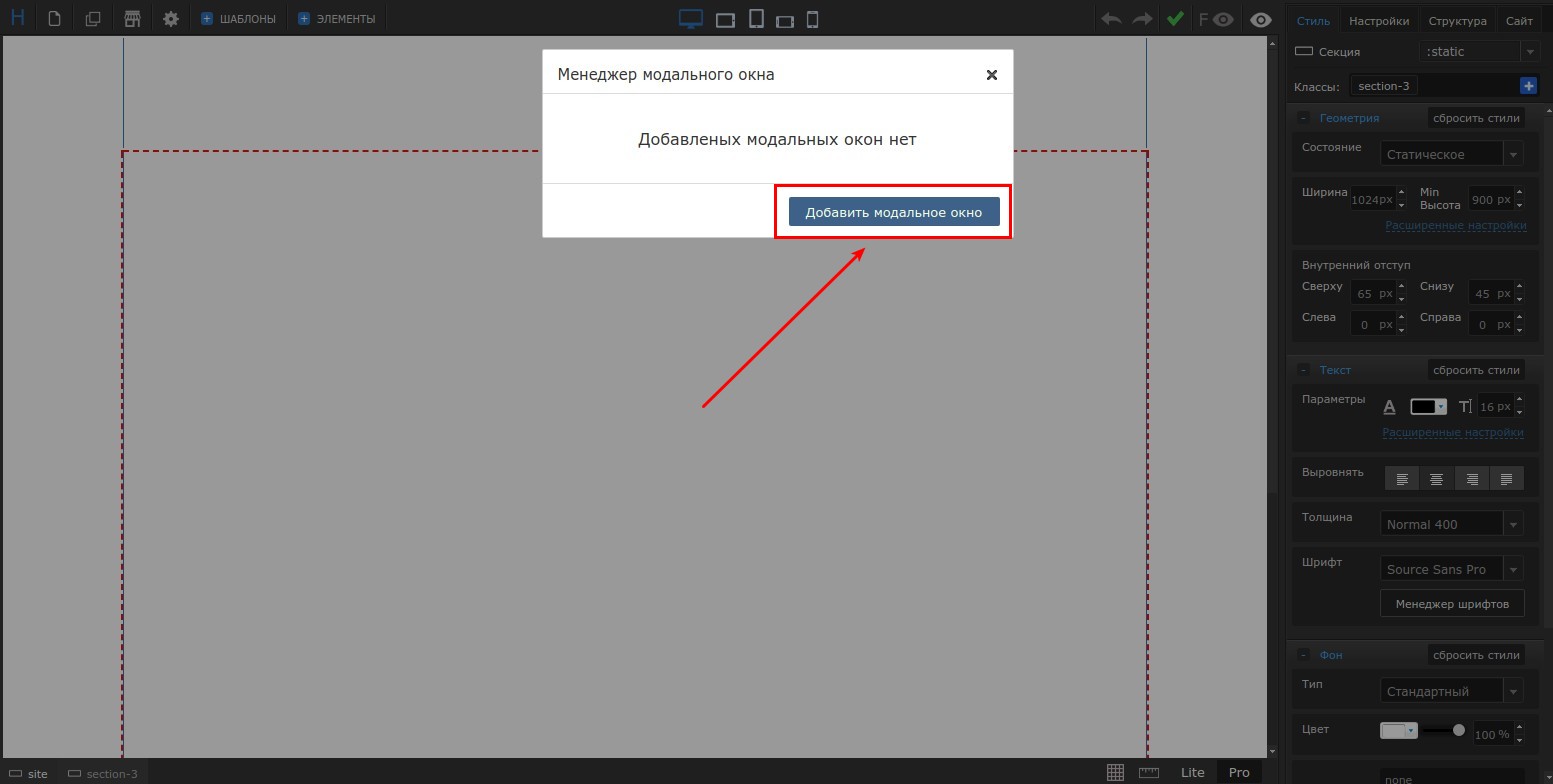 H
ШАБЛОНЫ
ЭЛЕМЕНТЫ
F
Стиль
Настройки
Структура
Сайт
Секция
:static
Классы:
section-3
Менеджер модального окна
Добавленых модальных окон нет
Добавить модальное окно
Геометрия
сбросить стили
Состояние
Статическое
Ширина
1024px
Min
Высота
900 px
Расширенные настройки
Внутренний отступ
Сверху
65 px
Снизу
45 px
Слева
0 px
Справа
0 px
Текст
сбросить стили
Параметры
A
T
16 px
Расширенные настройки
Выровнять
Толщина
Normal 400
Шрифт
Source Sans Pro
Менеджер шрифтов
Фон
сбросить стили
Тип
Стандартный
Цвет
100 %
none
site
section-3
Lite
Pro